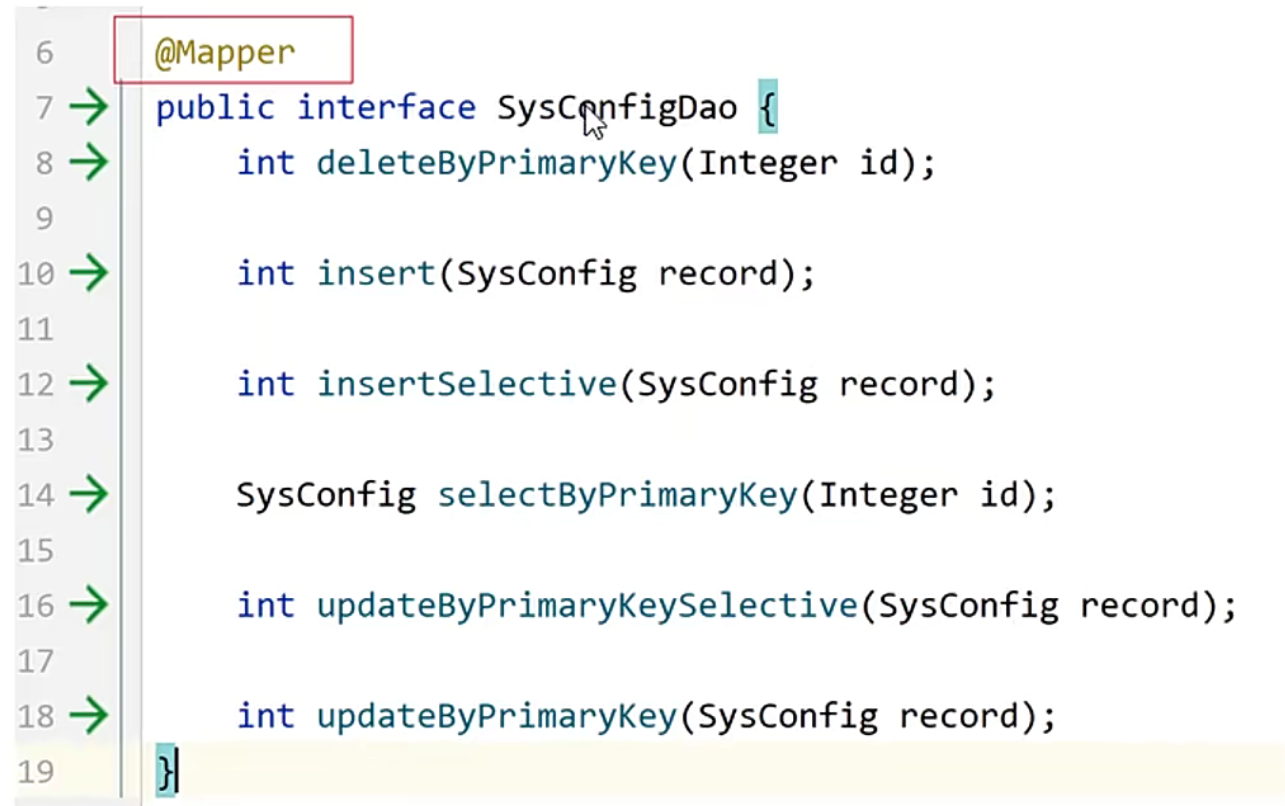 6 @Mapper
7 public interface SysConfigDao {
8 int deleteByPrimaryKey(Integer id);
9
10 int insert(SysConfig record);
11
12 int insertSelective(SysConfig record);
13
14 SysConfig selectByPrimaryKey(Integer id);
15
16 int updateByPrimaryKeySelective(SysConfig record);
17
18 int updateByPrimaryKey(SysConfig record);
19 }